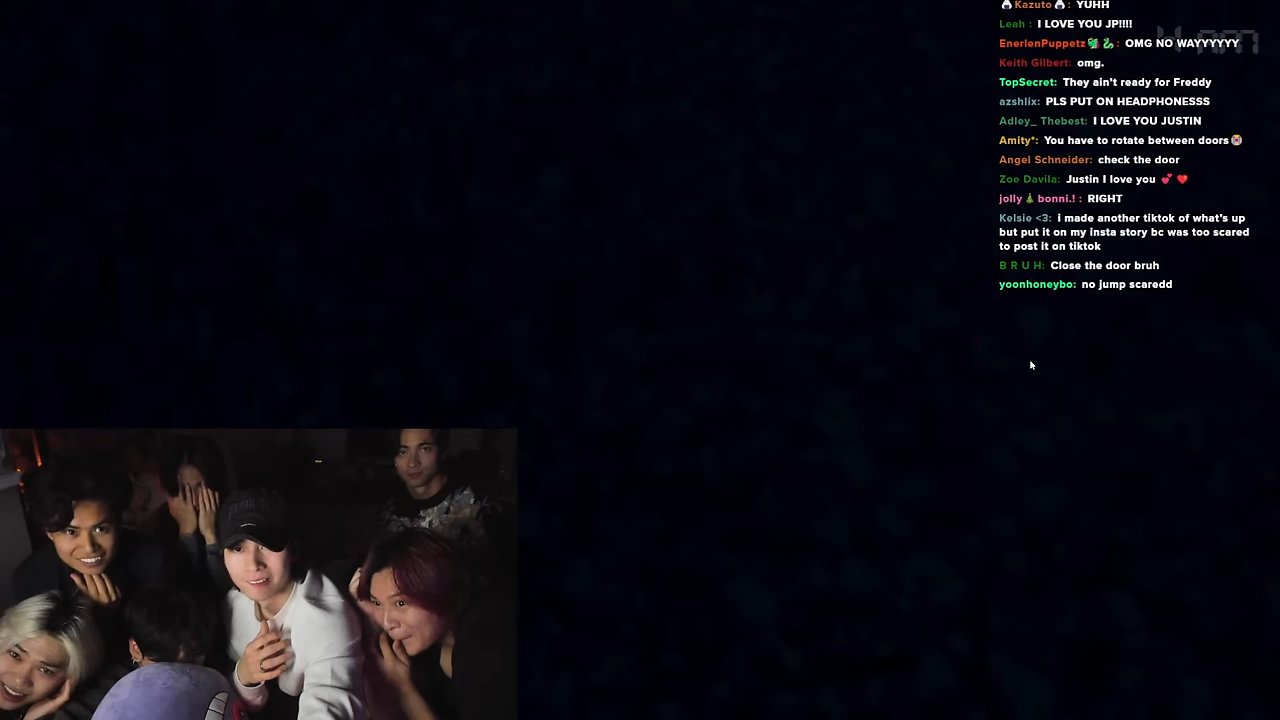 Kazuto : YUHH
Leah : I LOVE YOU JP!!!!
EnerlenPuppetz : OMG NO WAYYYYYY
Keith Gilbert: omg.
TopSecret: They ain't ready for Freddy
azshlix: PLS PUT ON HEADPHONESSS
Adley_ Thebest: I LOVE YOU JUSTIN
Amity*: You have to rotate between doors
Angel Schneider: check the door
Zoe Davila: Justin I love you 💕 ❤️
jolly🎄bonni.! : RIGHT
Kelsie <3: i made another tiktok of what's up
but put it on my insta story bc was too scared
to post it on tiktok
B R U H: Close the door bruh
yoonhoneybo: no jump scaredd